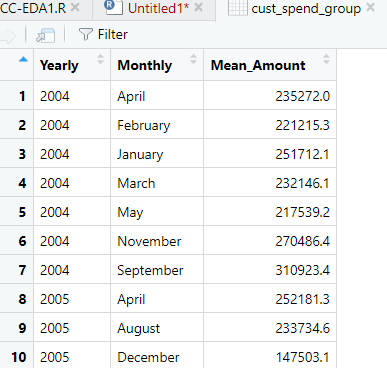 CC-EDA1.R Untitled1* cust_spend_group
Filter
Yearly Monthly Mean_Amount
1 2004 April 235272.0
2 2004 February 221215.3
3 2004 January 251712.1
4 2004 March 232146.1
5 2004 May 217539.2
6 2004 November 270486.4
7 2004 September 310923.4
8 2005 April 252181.3
9 2005 August 233734.6
10 2005 December 147503.1